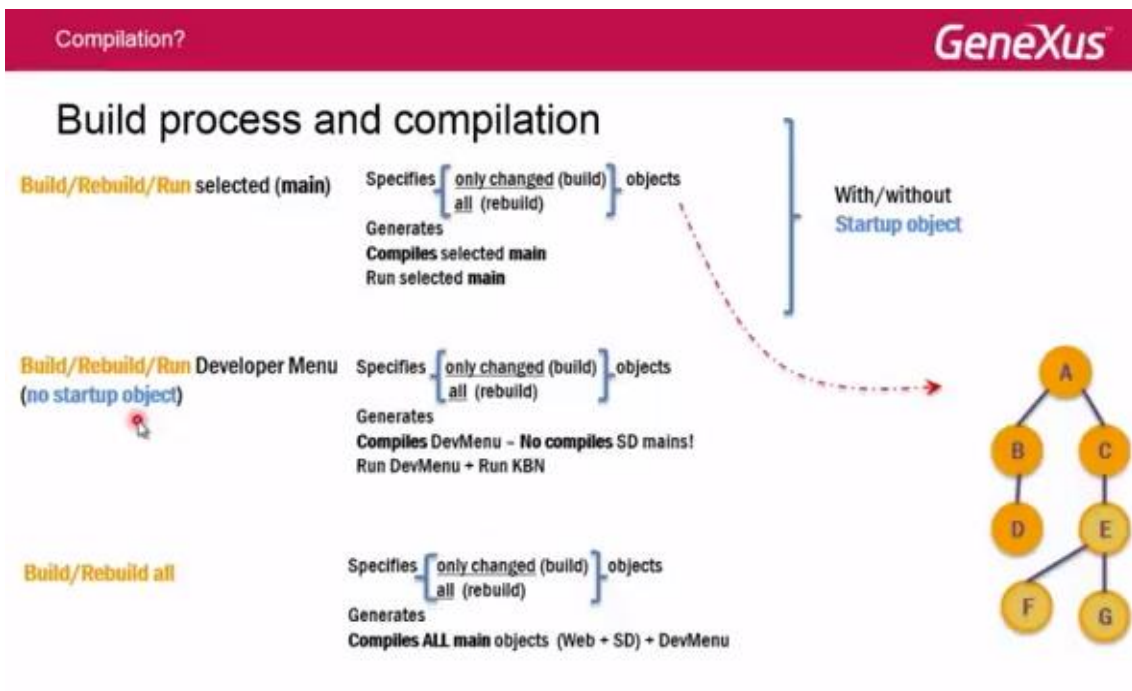 Compilation?
GeneXus™
Build process and compilation
Build/Rebuild/Run selected (main)
Specifies only changed (build) objects
all (rebuild)
Generates
Compiles selected main
Run selected main
With/without
Startup object
Build/Rebuild/Run Developer Menu
(no startup object)
Specifies only changed (build) objects
all (rebuild)
Generates
Compiles DevMenu – No compiles SD mains!
Run DevMenu + Run KBN
Build/Rebuild all
Specifies only changed (build) objects
all (rebuild)
Generates
Compiles ALL main objects (Web + SD) + DevMenu
A
B C
D E
F G